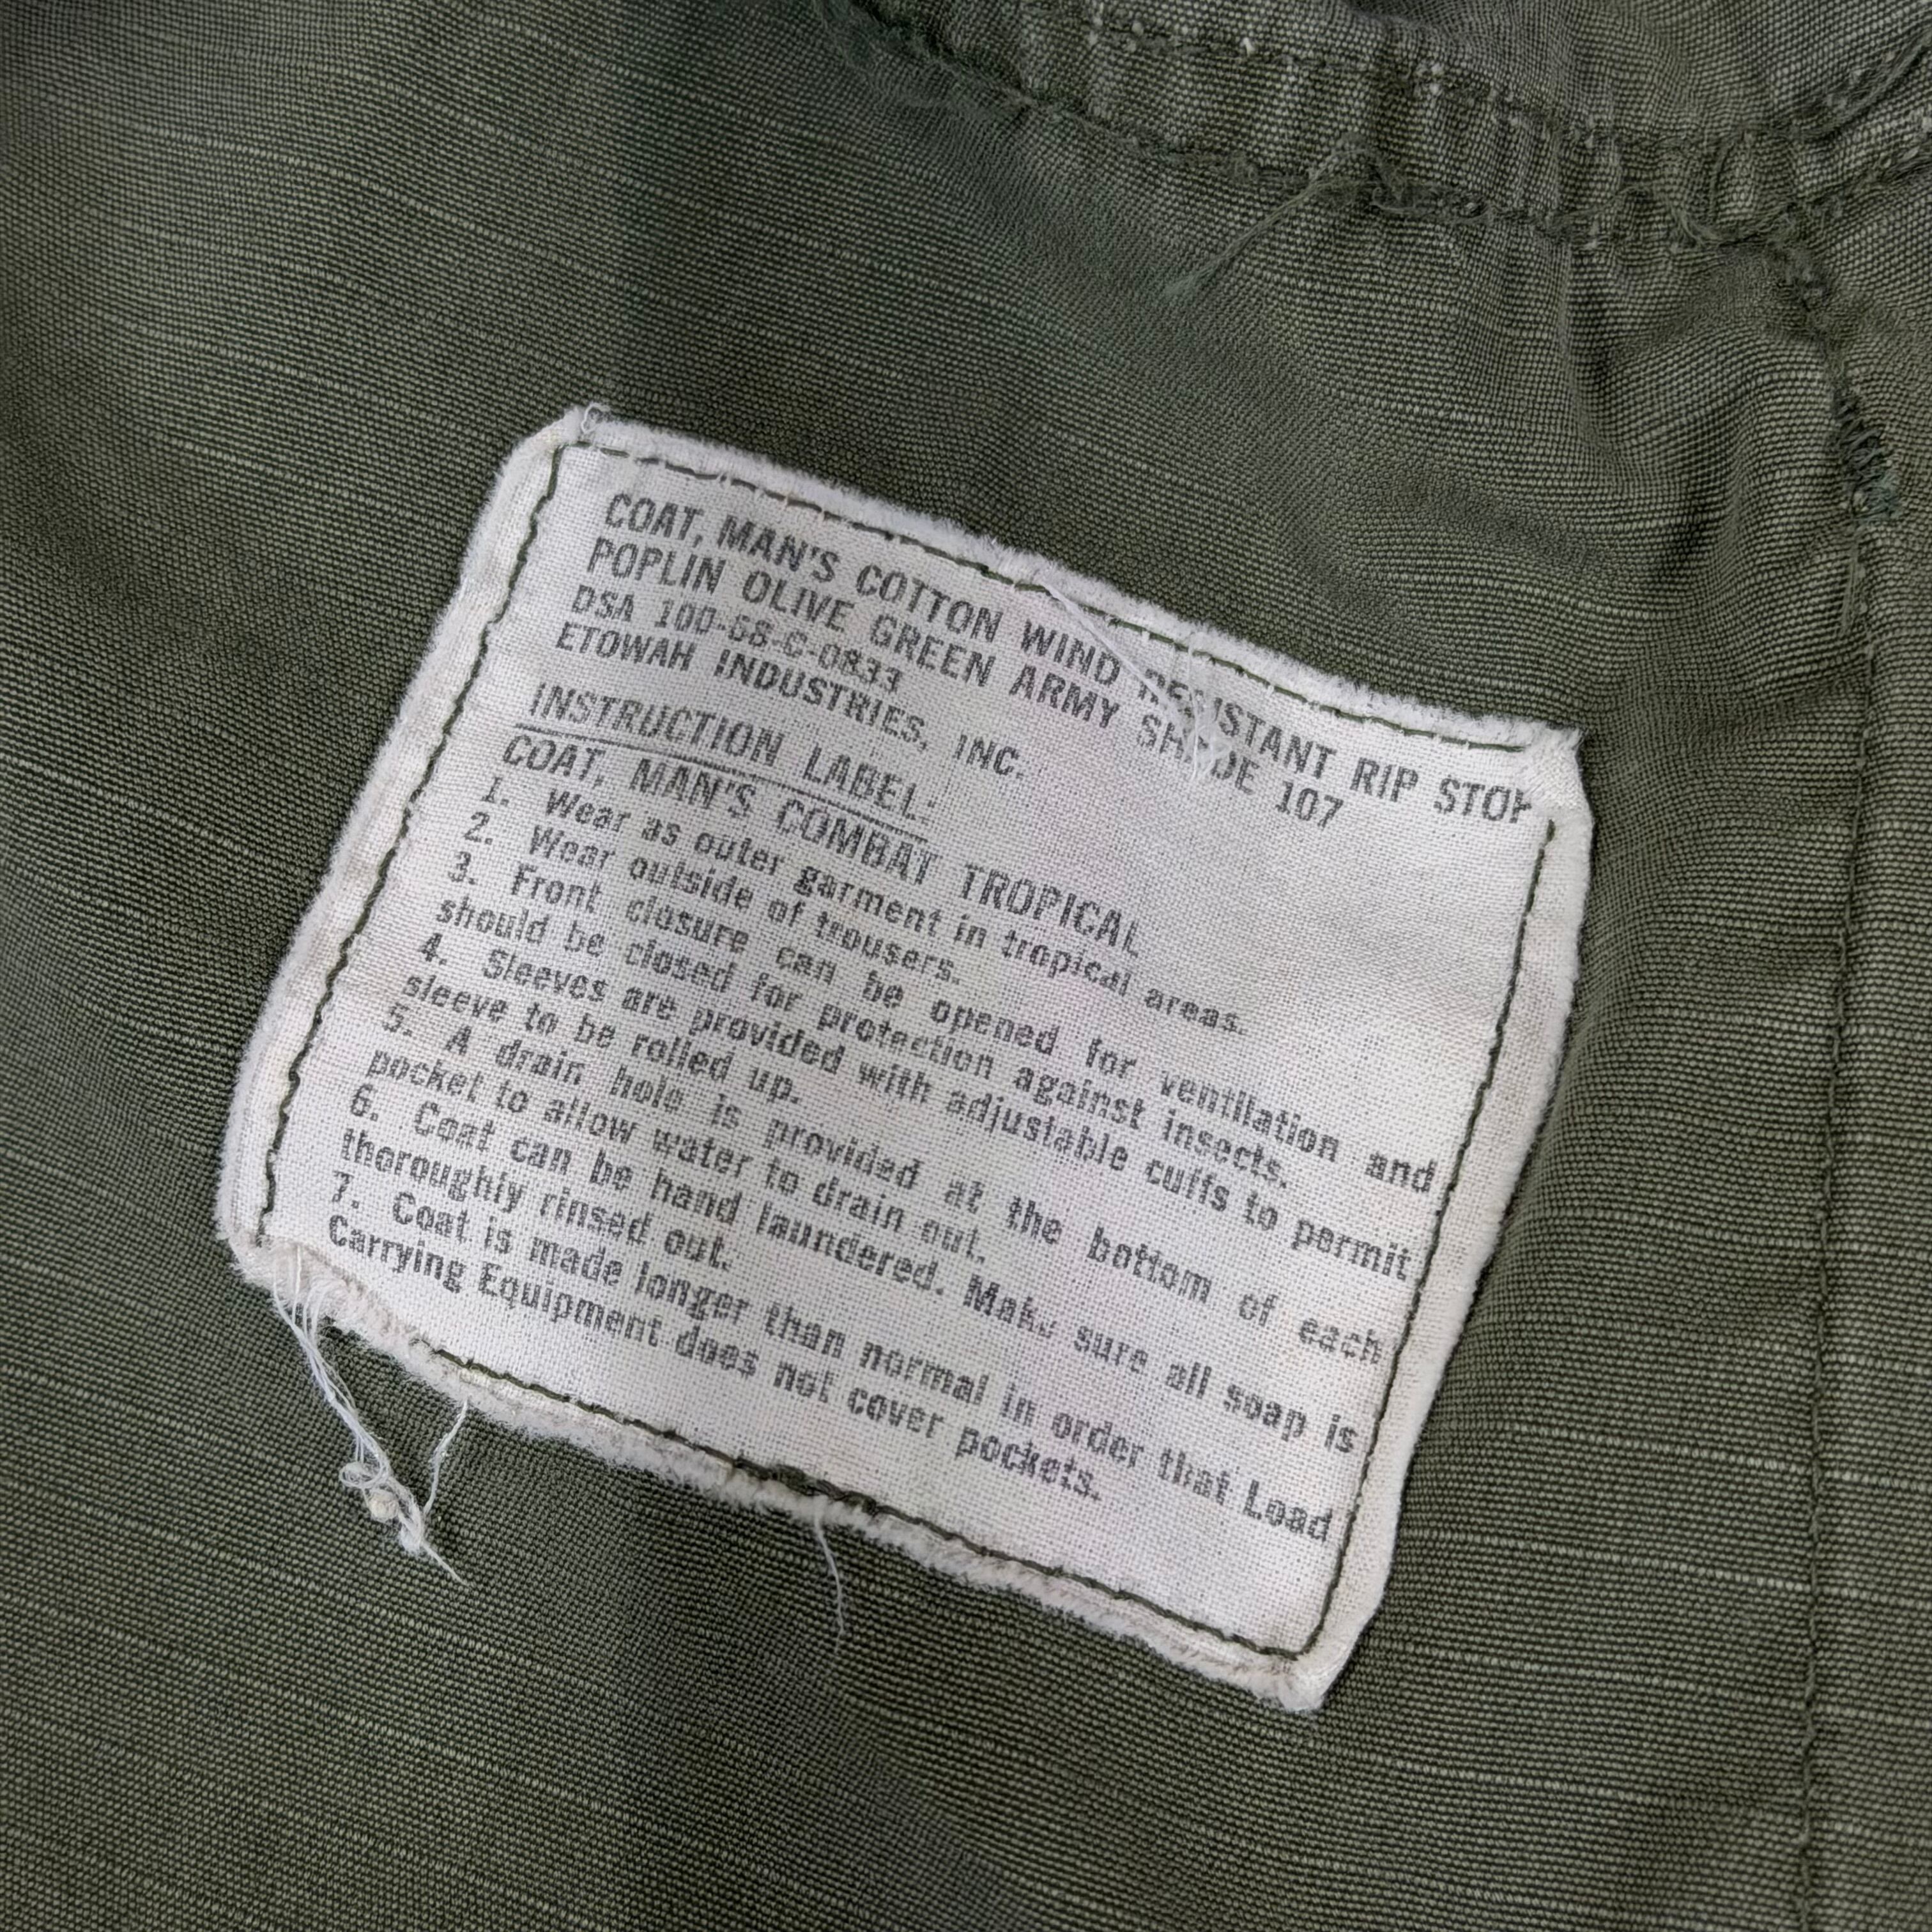 COAT, MAN'S COTTON WIND RESISTANT RIP STOP
POPLIN OLIVE GREEN ARMY SHADE 107
DSA 100-68-C-0833
ETOWAH INDUSTRIES, INC.
INSTRUCTION LABEL:
COAT, MAN'S COMBAT TROPICAL
1. Wear as outer garment in tropical areas.
2. Wear outside of trousers.
3. Front closure can be opened for ventilation and
should be closed for protection against insects.
4. Sleeves are provided with adjustable cuffs to permit
sleeve to be rolled up.
5. A drain hole is provided at the bottom of each
pocket to allow water to drain out.
6. Coat can be hand laundered. Make sure all soap is
thoroughly rinsed out.
7. Coat is made longer than normal in order that Load
Carrying Equipment does not cover pockets.